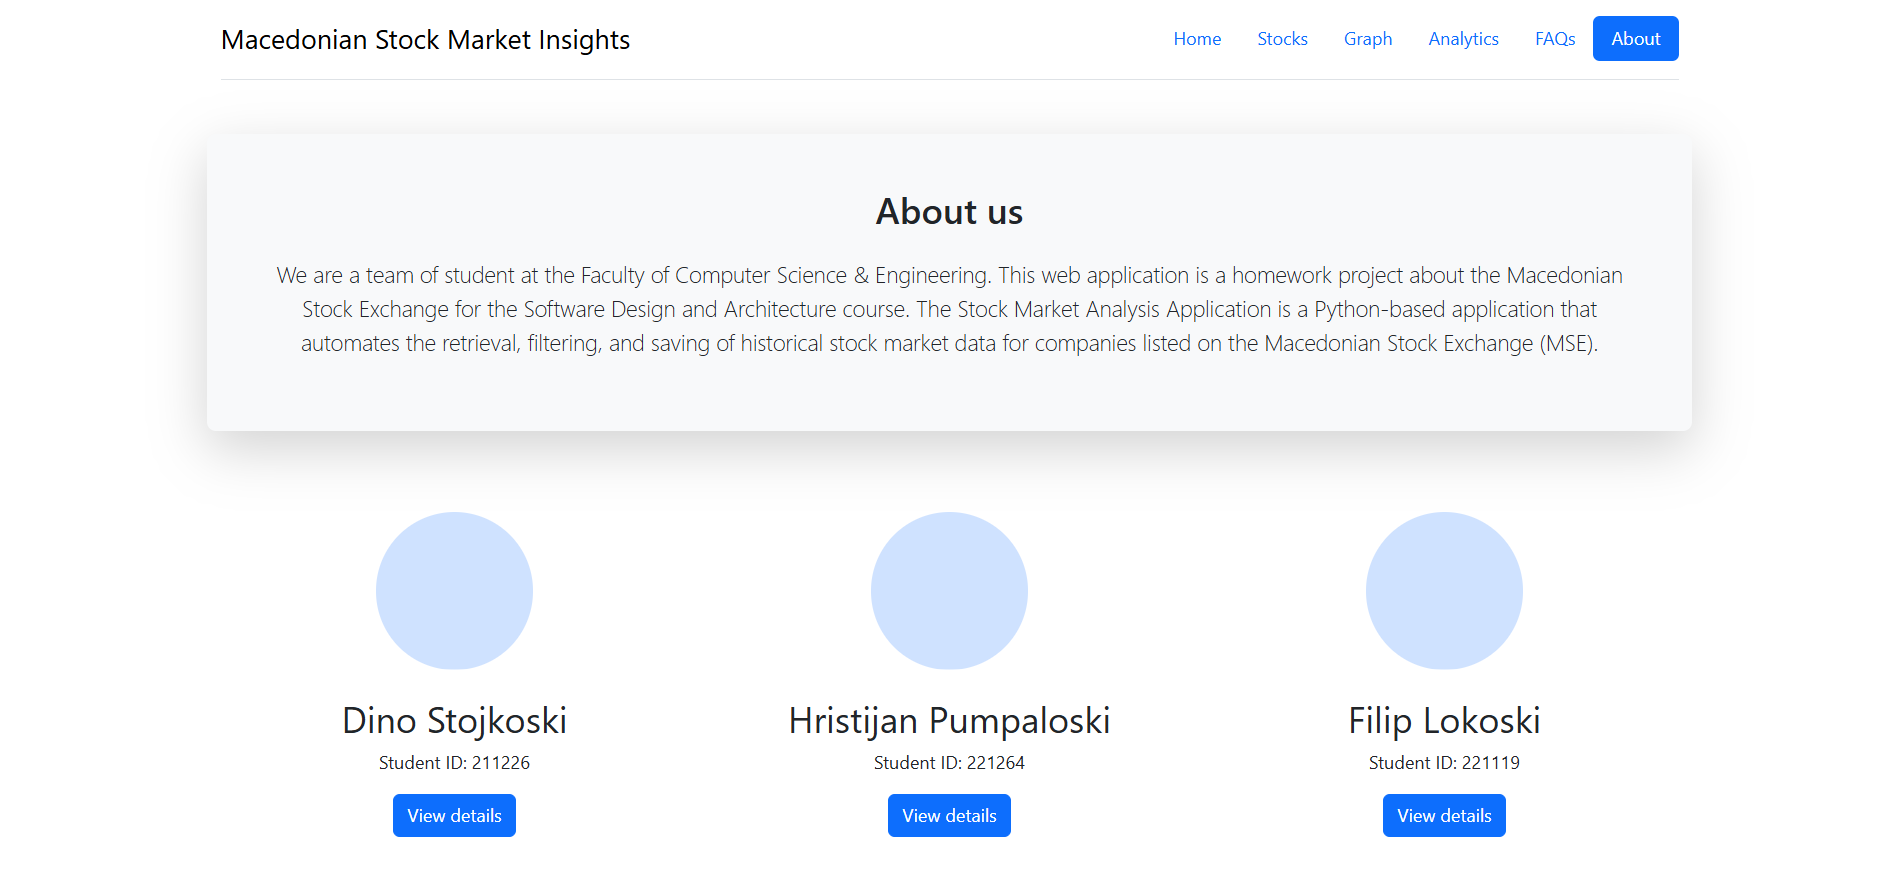 Macedonian Stock Market Insights
Home Stocks Graph Analytics FAQs About
About us
We are a team of student at the Faculty of Computer Science & Engineering. This web application is a homework project about the Macedonian
Stock Exchange for the Software Design and Architecture course. The Stock Market Analysis Application is a Python-based application that
automates the retrieval, filtering, and saving of historical stock market data for companies listed on the Macedonian Stock Exchange (MSE).
Dino Stojkoski
Student ID: 211226
View details
Hristijan Pumpaloski
Student ID: 221264
View details
Filip Lokoski
Student ID: 221119
View details